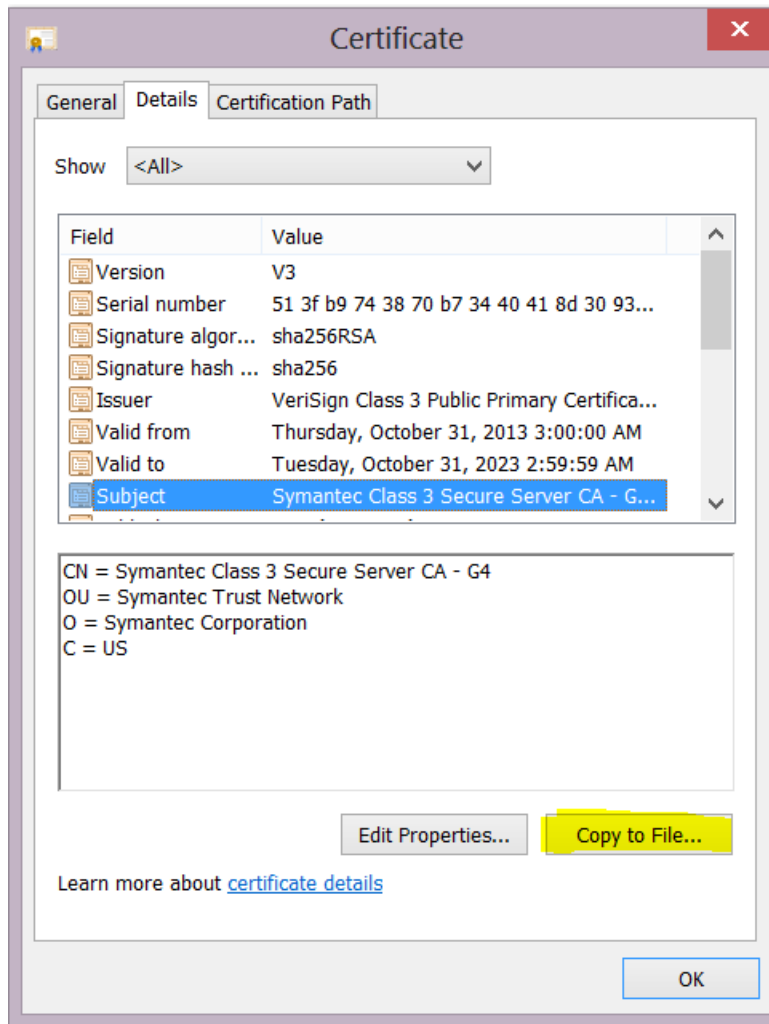 Certificate
General Details Certification Path
Show <All>
Field Value
Version V3
Serial number 51 3f b9 74 38 70 b7 34 40 41 8d 30 93...
Signature algor... sha256RSA
Signature hash ... sha256
Issuer VeriSign Class 3 Public Primary Certifica...
Valid from Thursday, October 31, 2013 3:00:00 AM
Valid to Tuesday, October 31, 2023 2:59:59 AM
Subject Symantec Class 3 Secure Server CA - G...
CN = Symantec Class 3 Secure Server CA - G4
OU = Symantec Trust Network
O = Symantec Corporation
C = US
Edit Properties... Copy to File...
Learn more about certificate details
OK